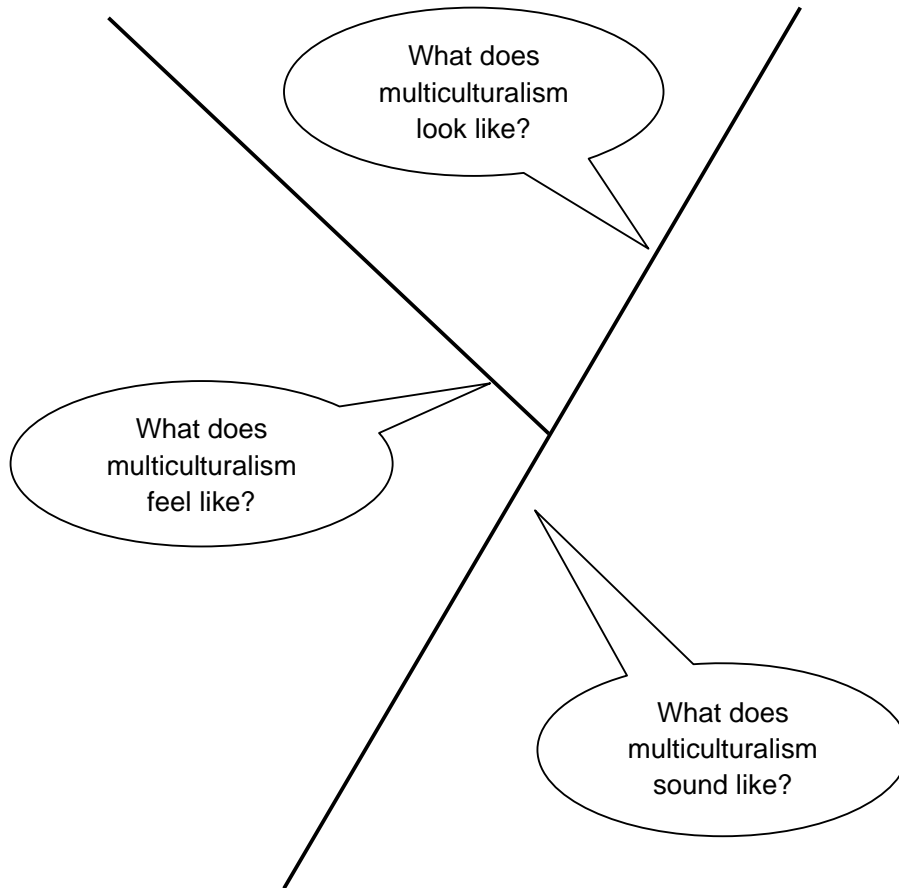 What does
multiculturalism
look like?
What does
multiculturalism
feel like?
What does
multiculturalism
sound like?